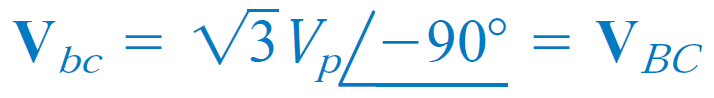 V_bc = √3 V_p∠−90° = V_BC